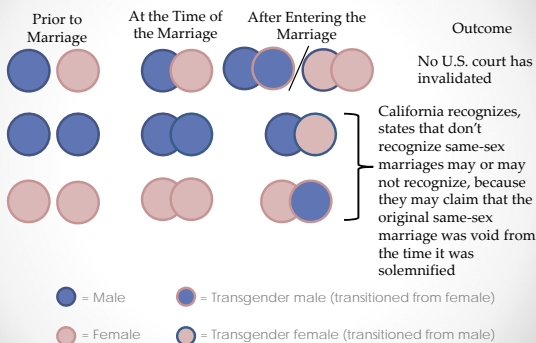 Prior to
Marriage
At the Time of
the Marriage
After Entering the
Marriage
Outcome
No U.S. court has
invalidated
California recognizes,
states that don't
recognize same-sex
marriages may or may
not recognize, because
they may claim that the
original same-sex
marriage was void from
the time it was
solemnified
= Male
= Transgender male (transitioned from female)
= Female
= Transgender female (transitioned from male)